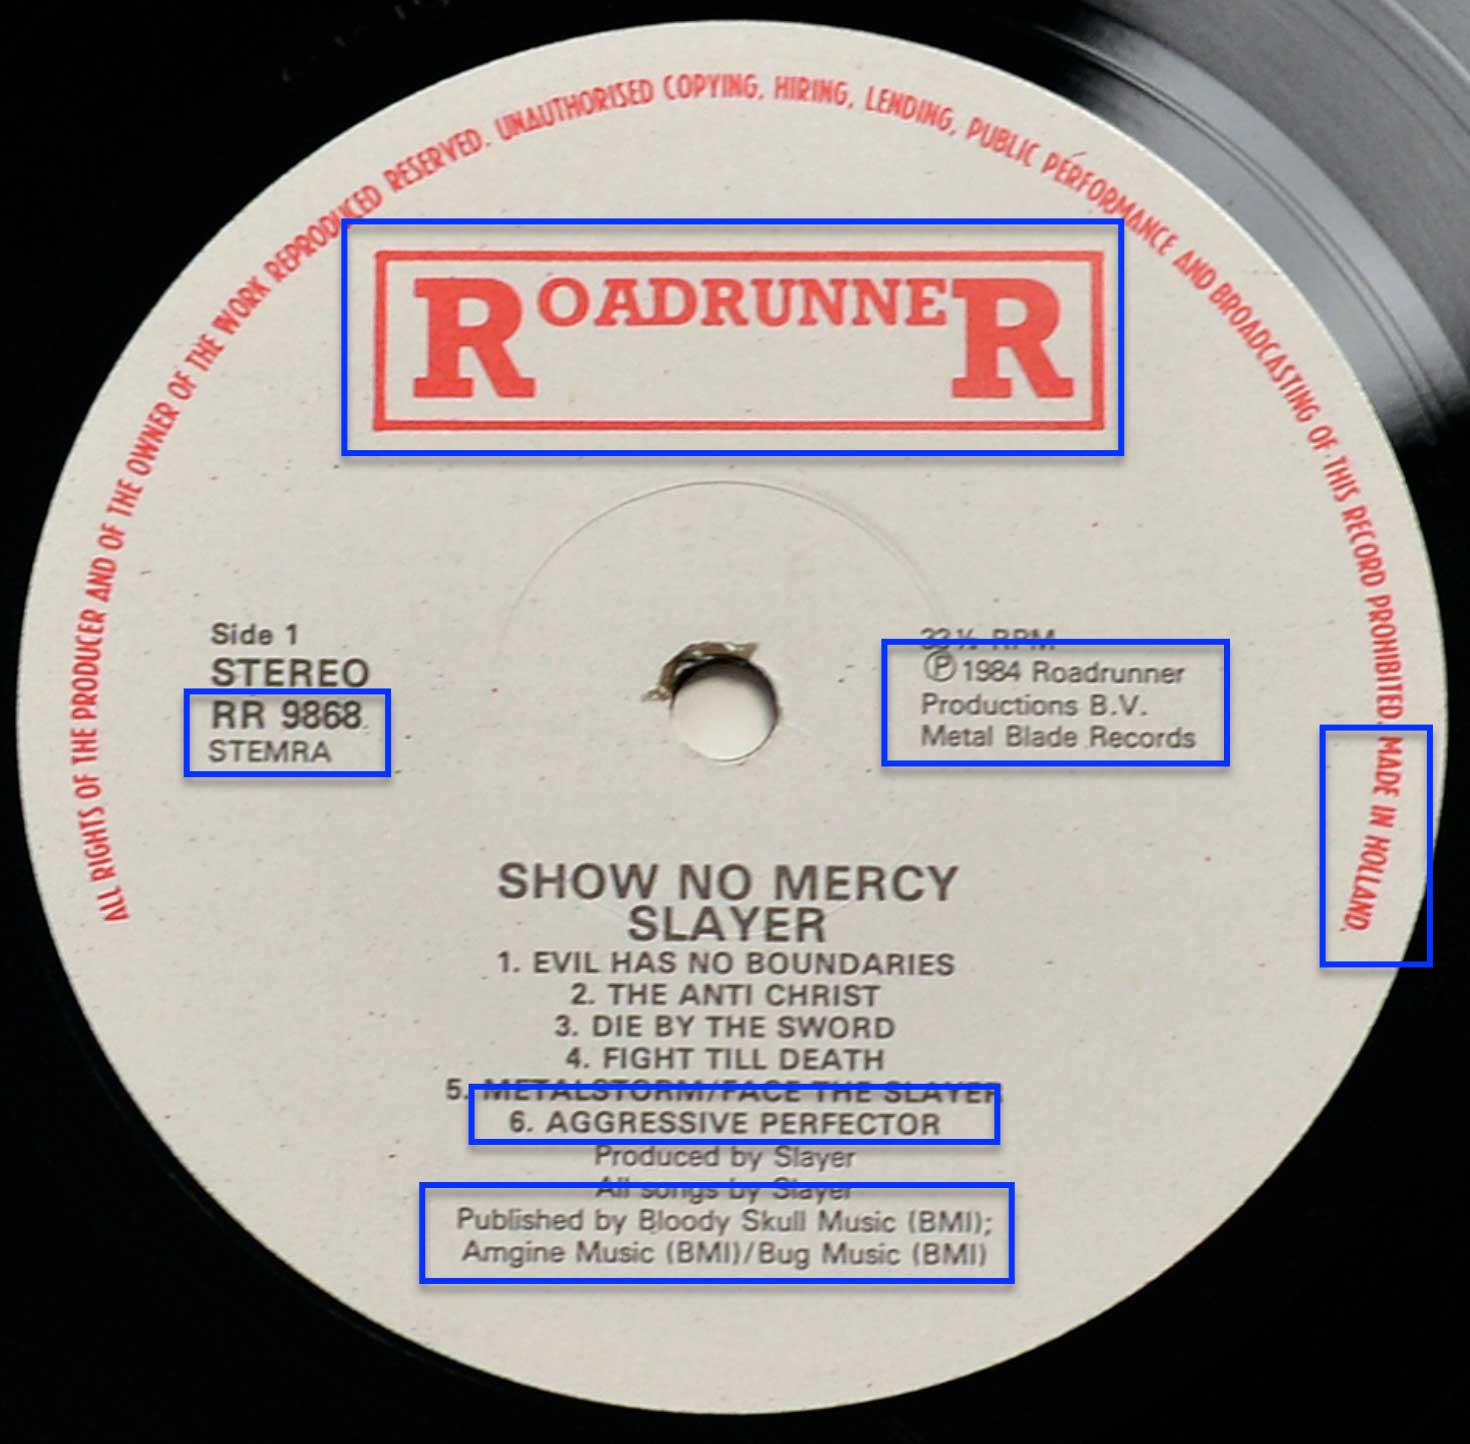 ALL RIGHTS OF THE PRODUCER AND OF THE OWNER OF THE WORK REPRODUCED RESERVED. UNAUTHORISED COPYING, HIRING, LENDING, PUBLIC PERFORMANCE AND BROADCASTING OF THIS RECORD PROHIBITED. MADE IN HOLLAND.
ROADRUNNER
Side 1
STEREO
RR 9868
STEMRA
33⅓ RPM
Ⓟ 1984 Roadrunner
Productions B.V.
Metal Blade Records
SHOW NO MERCY
SLAYER
1. EVIL HAS NO BOUNDARIES
2. THE ANTI CHRIST
3. DIE BY THE SWORD
4. FIGHT TILL DEATH
5. METALSTORM/FACE THE SLAYER
6. AGGRESSIVE PERFECTOR
Produced by Slayer
All songs by Slayer
Published by Bloody Skull Music (BMI);
Amgine Music (BMI)/Bug Music (BMI)